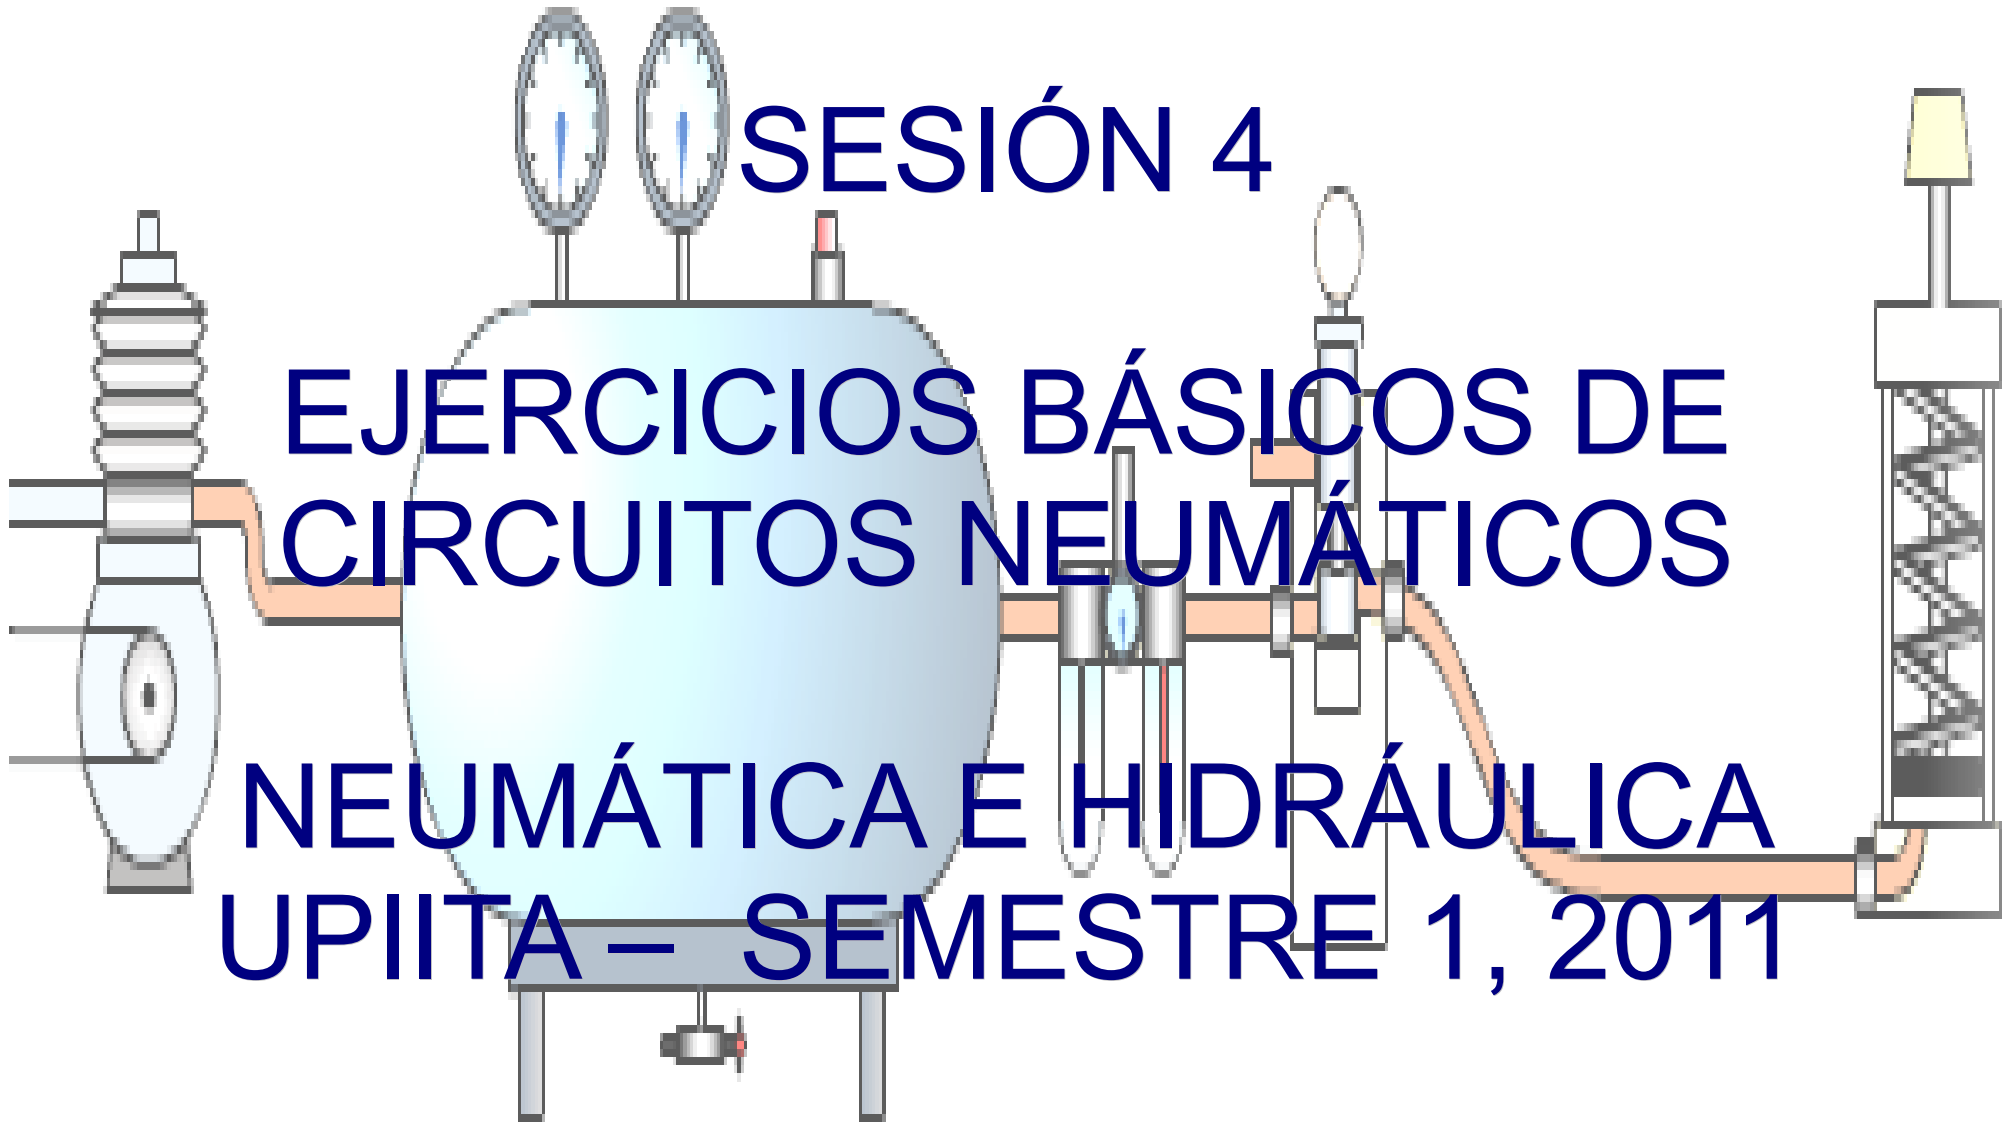 SESIÓN 4
EJERCICIOS BÁSICOS DE
CIRCUITOS NEUMÁTICOS
NEUMÁTICA E HIDRÁULICA
UPIITA – SEMESTRE 1, 2011